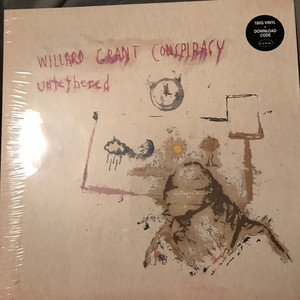 WILLARD GRANT CONSPIRACY
untethered
180G VINYL
+
DOWNLOAD
CODE